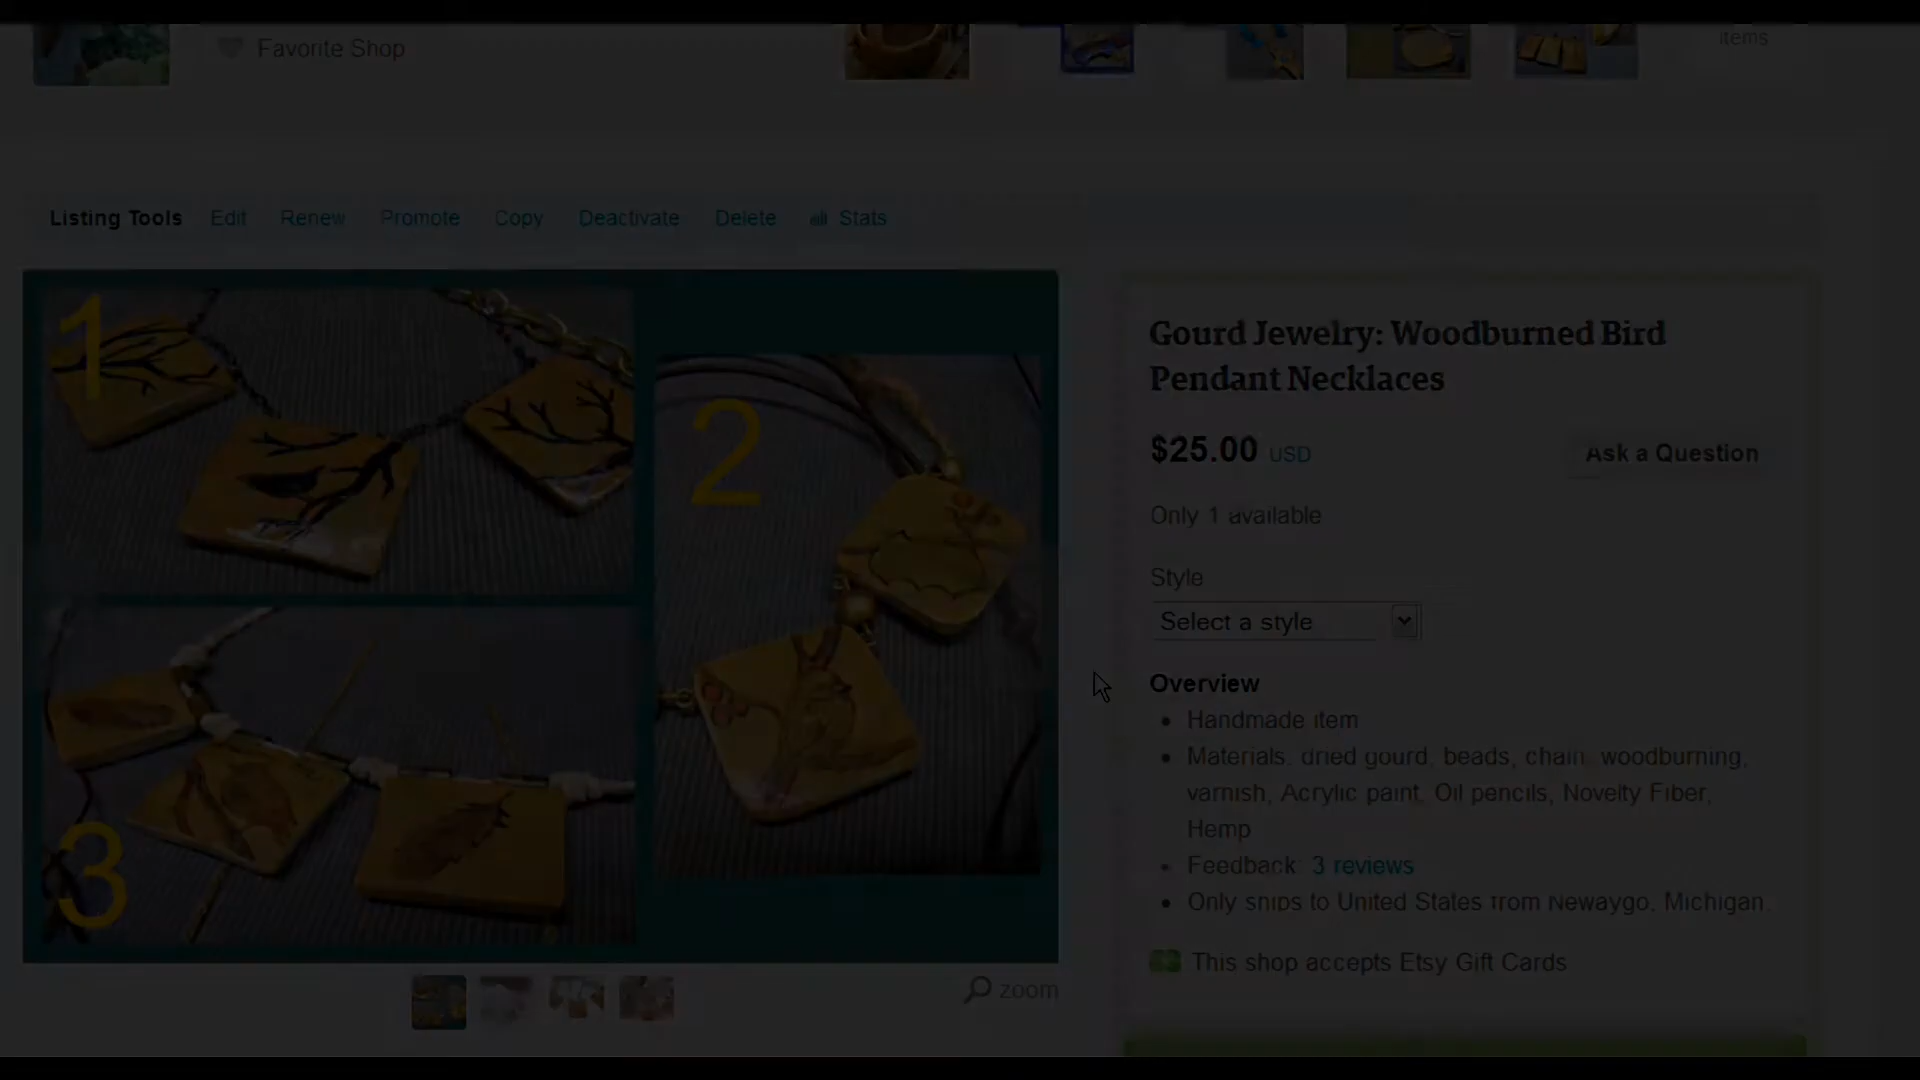 Favorite Shop
items
Listing Tools Edit Renew Promote Copy Deactivate Delete Stats
1
2
3
Gourd Jewelry: Woodburned Bird
Pendant Necklaces
$25.00 USD
Ask a Question
Only 1 available
Style
Select a style
Overview
Handmade item
Materials: dried gourd, beads, chain, woodburning,
varnish, Acrylic paint, Oil pencils, Novelty Fiber,
Hemp
Feedback: 3 reviews
Only ships to United States from Newaygo, Michigan.
This shop accepts Etsy Gift Cards
zoom